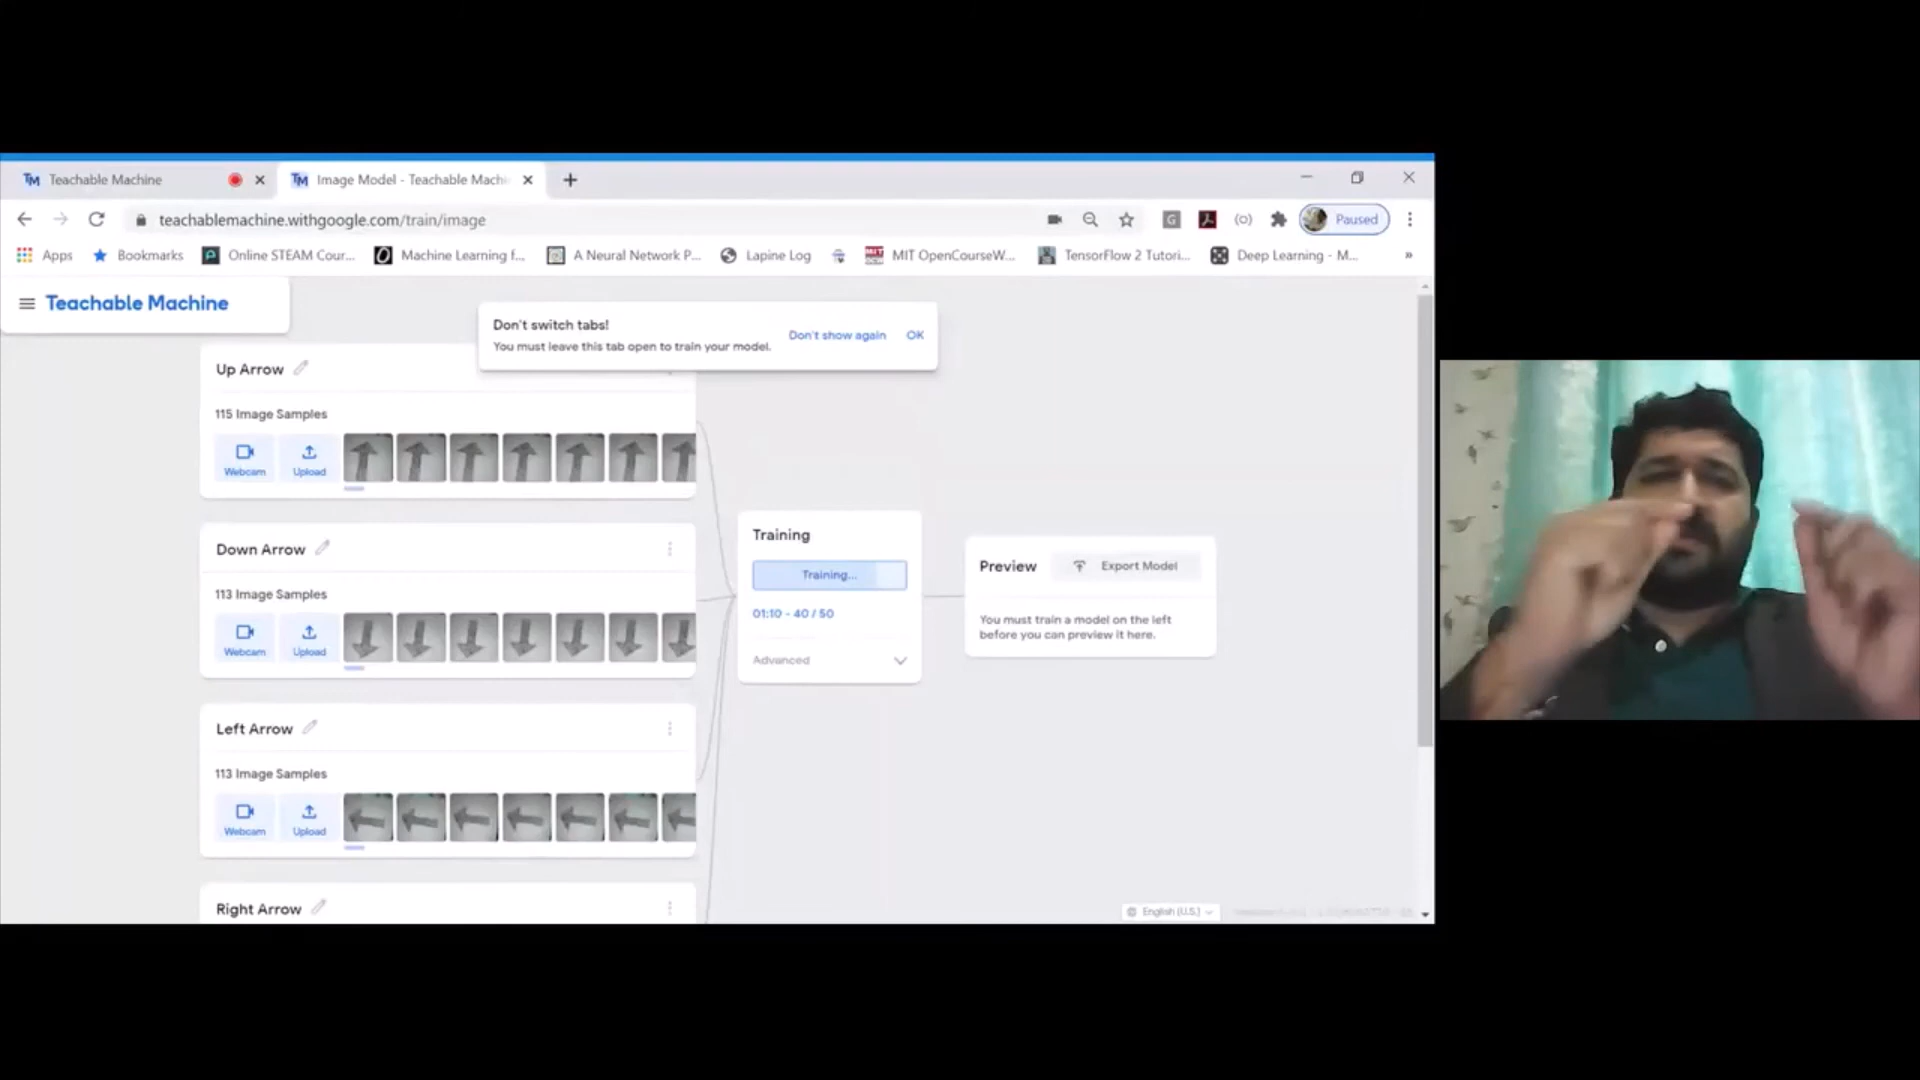 TM Teachable Machine
TM Image Model - Teachable Machi
teachablemachine.withgoogle.com/train/image
G
Paused
Apps
Bookmarks
Online STEAM Cour...
Machine Learning f...
A Neural Network P...
Lapine Log
MIT
MIT OpenCourseW...
TensorFlow 2 Tutori...
Deep Learning - M...
»
Teachable Machine
Don't switch tabs!
You must leave this tab open to train your model.
Don't show again
OK
Up Arrow
115 Image Samples
Webcam
Upload
Down Arrow
113 Image Samples
Webcam
Upload
Left Arrow
113 Image Samples
Webcam
Upload
Right Arrow
Training
Training...
01:10 - 40 / 50
Advanced
Preview
Export Model
You must train a model on the left
before you can preview it here.
English (U.S.)